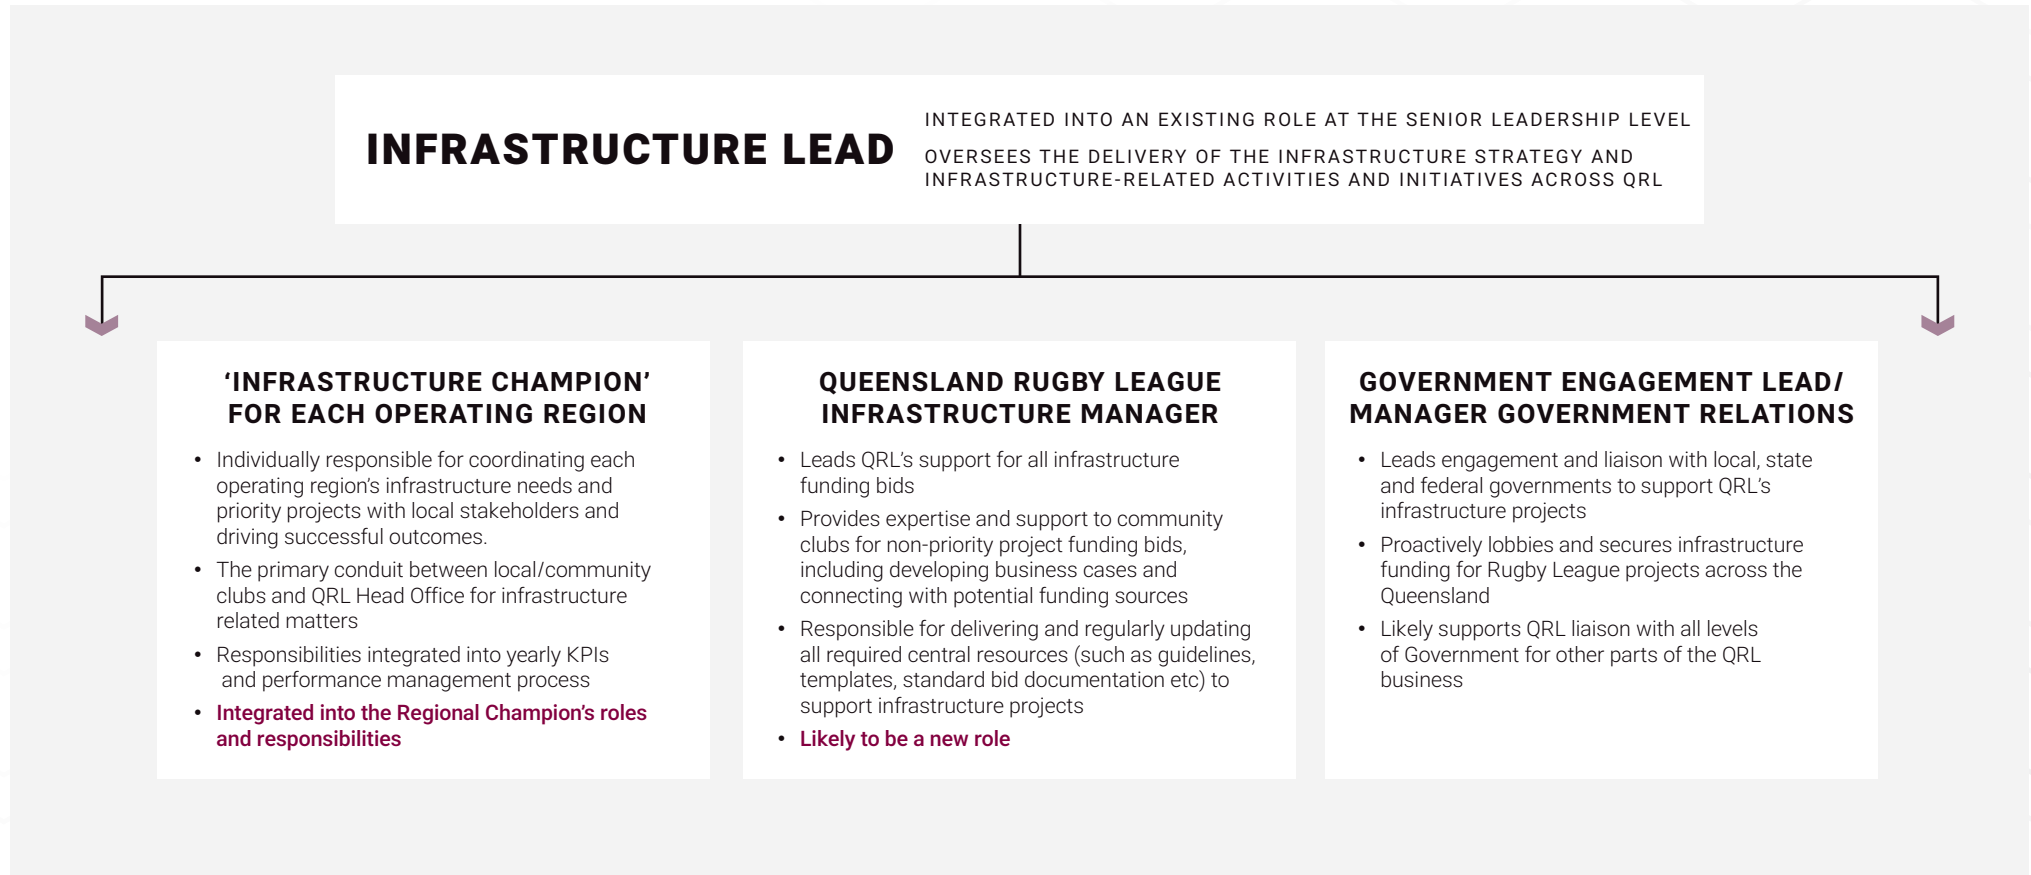 INFRASTRUCTURE LEAD
INTEGRATED INTO AN EXISTING ROLE AT THE SENIOR LEADERSHIP LEVEL
OVERSEES THE DELIVERY OF THE INFRASTRUCTURE STRATEGY AND
INFRASTRUCTURE-RELATED ACTIVITIES AND INITIATIVES ACROSS QRL
‘INFRASTRUCTURE CHAMPION’
FOR EACH OPERATING REGION
• Individually responsible for coordinating each
operating region’s infrastructure needs and
priority projects with local stakeholders and
driving successful outcomes.
• The primary conduit between local/community
clubs and QRL Head Office for infrastructure
related matters
• Responsibilities integrated into yearly KPIs
and performance management process
• Integrated into the Regional Champion’s roles
and responsibilities
QUEENSLAND RUGBY LEAGUE
INFRASTRUCTURE MANAGER
• Leads QRL’s support for all infrastructure
funding bids
• Provides expertise and support to community
clubs for non-priority project funding bids,
including developing business cases and
connecting with potential funding sources
• Responsible for delivering and regularly updating
all required central resources (such as guidelines,
templates, standard bid documentation etc) to
support infrastructure projects
• Likely to be a new role
GOVERNMENT ENGAGEMENT LEAD/
MANAGER GOVERNMENT RELATIONS
• Leads engagement and liaison with local, state
and federal governments to support QRL’s
infrastructure projects
• Proactively lobbies and secures infrastructure
funding for Rugby League projects across the
Queensland
• Likely supports QRL liaison with all levels
of Government for other parts of the QRL
business